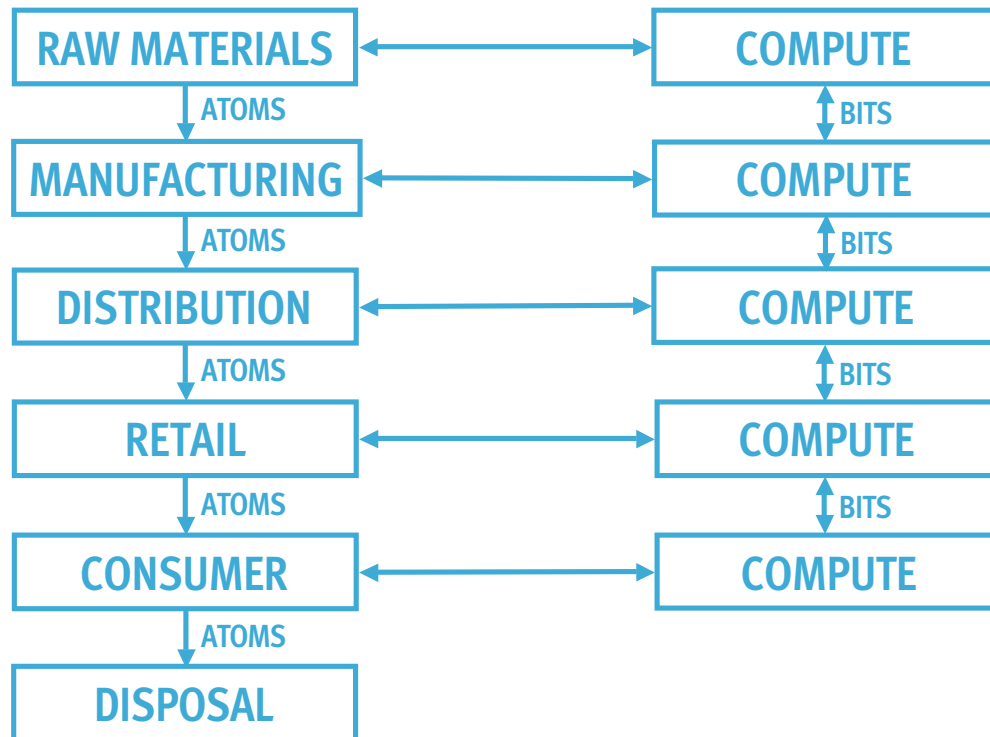 RAW MATERIALS COMPUTE
ATOMS BITS
MANUFACTURING COMPUTE
ATOMS BITS
DISTRIBUTION COMPUTE
ATOMS BITS
RETAIL COMPUTE
ATOMS BITS
CONSUMER COMPUTE
ATOMS
DISPOSAL